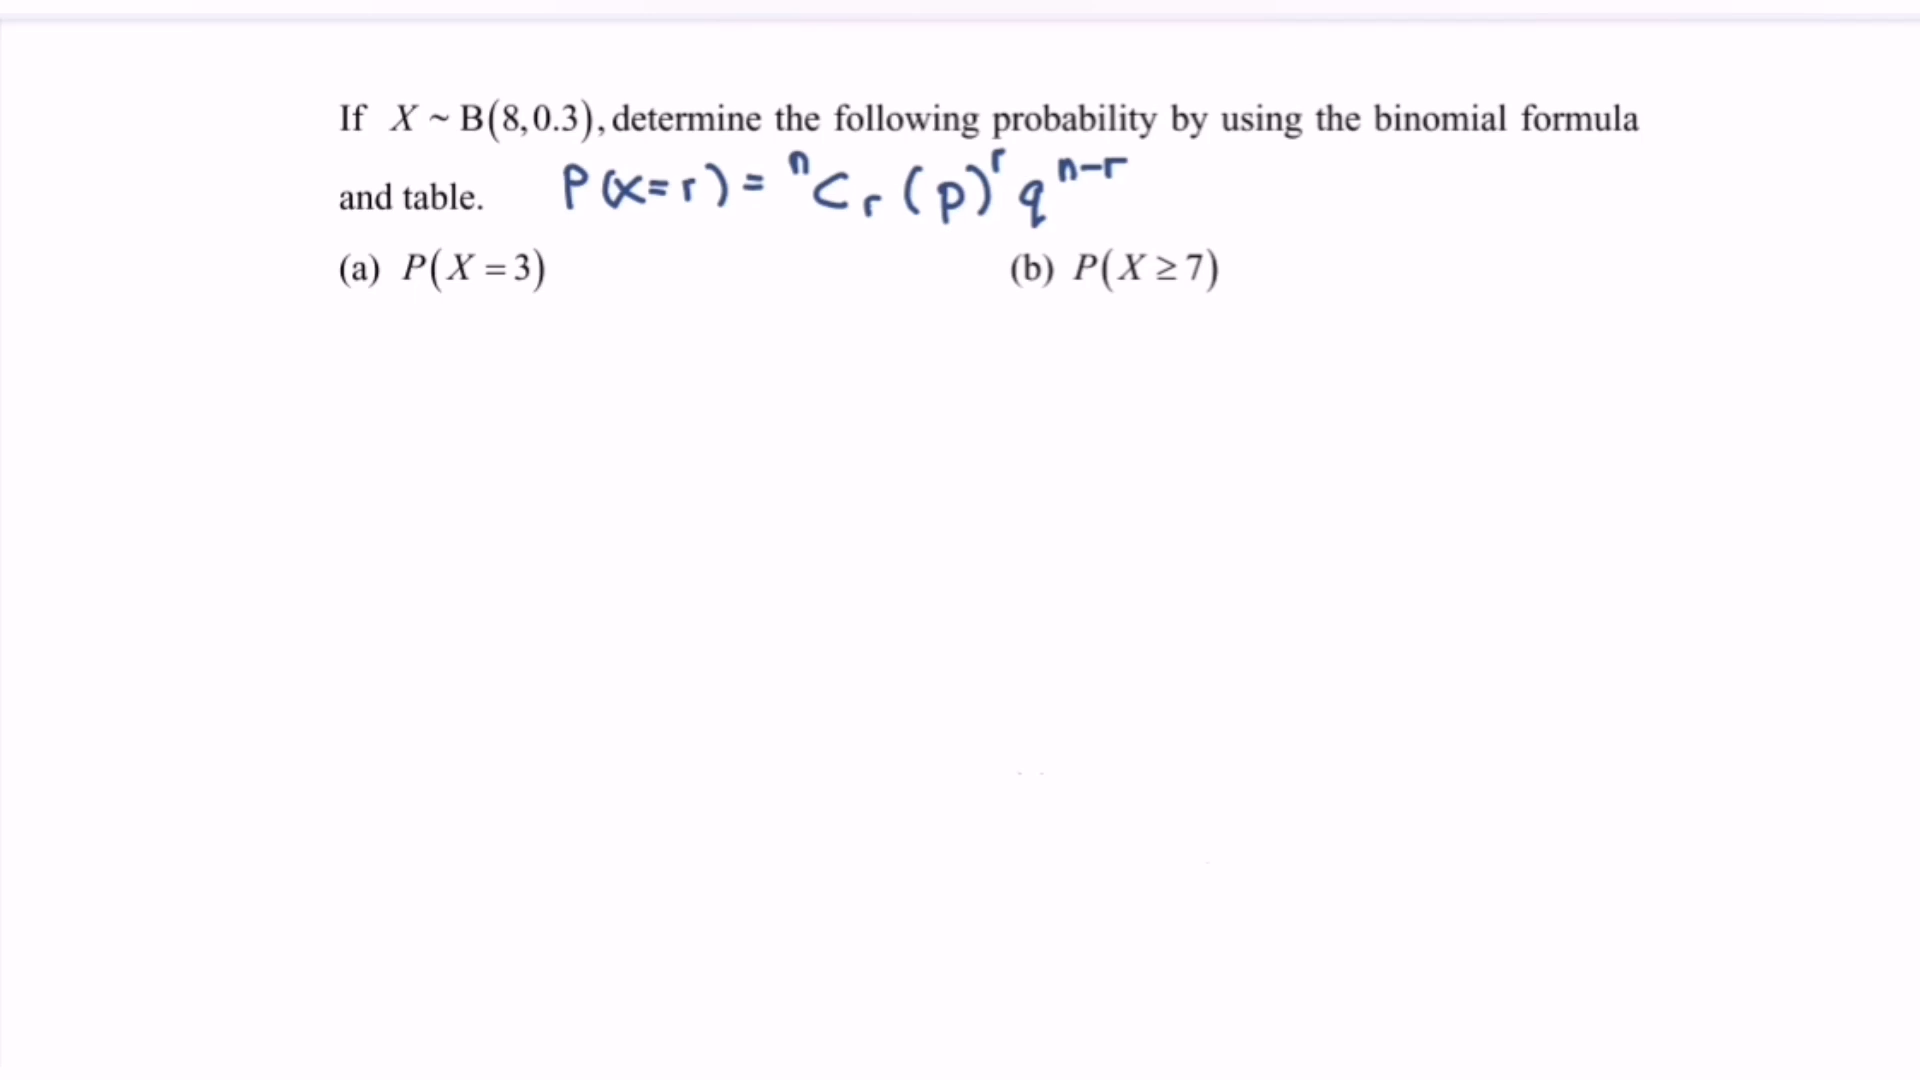 If X ~ B(8,0.3), determine the following probability by using the binomial formula
and table. P(x=r) = ⁿCᵣ (p)ʳ qⁿ⁻ʳ
(a) P(X = 3) (b) P(X ≥ 7)